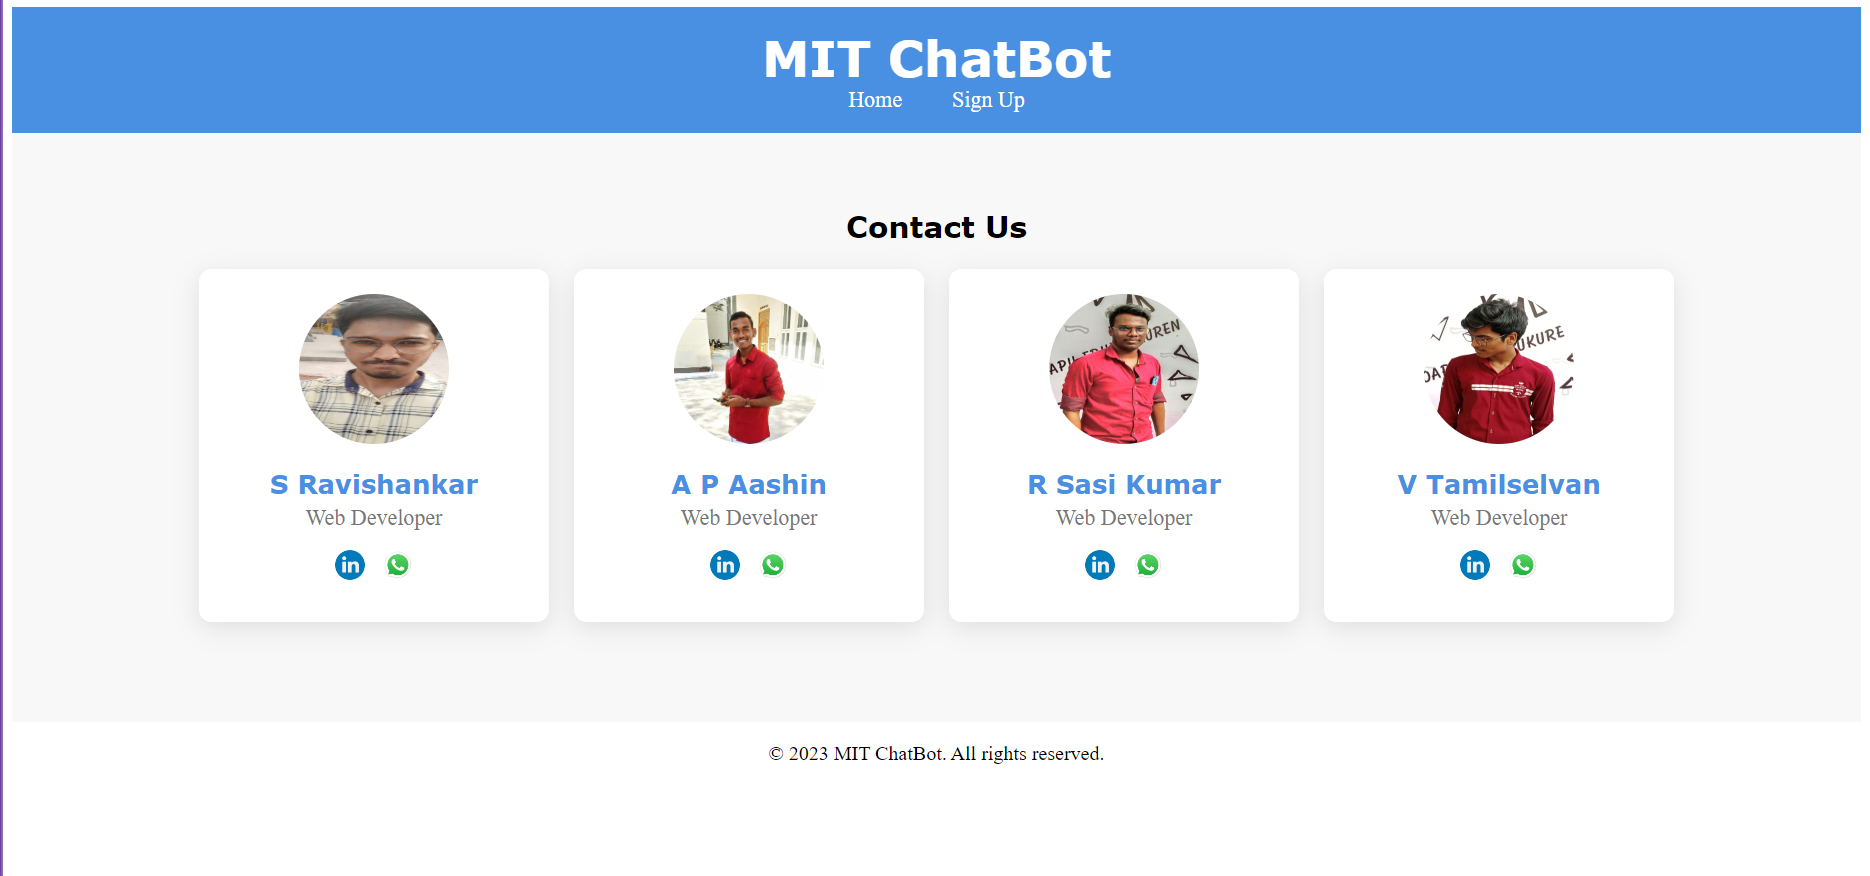 MIT ChatBot
Home Sign Up
Contact Us
S Ravishankar
Web Developer
A P Aashin
Web Developer
R Sasi Kumar
Web Developer
V Tamilselvan
Web Developer
© 2023 MIT ChatBot. All rights reserved.